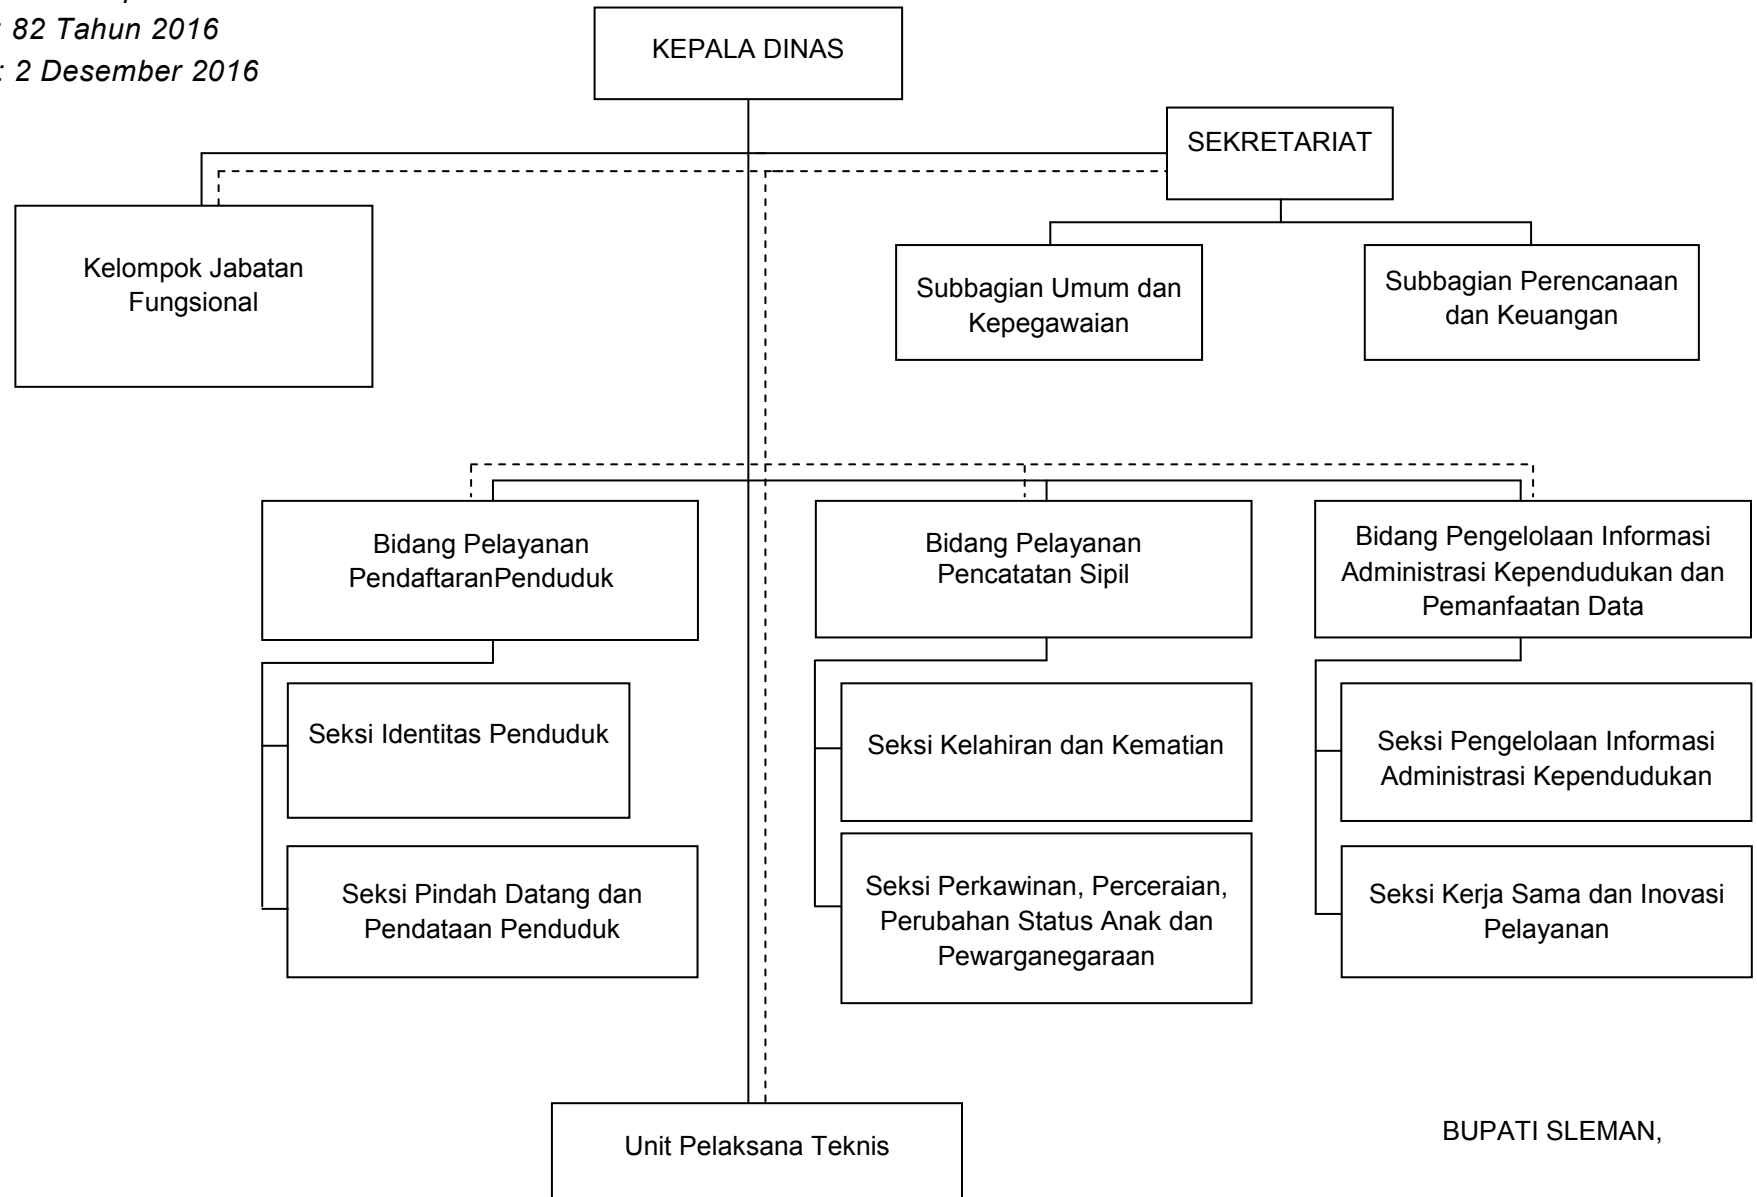 : 82 Tahun 2016
: 2 Desember 2016
KEPALA DINAS
SEKRETARIAT
Kelompok Jabatan
Fungsional
Subbagian Umum dan
Kepegawaian
Subbagian Perencanaan
dan Keuangan
Bidang Pelayanan
PendaftaranPenduduk
Bidang Pelayanan
Pencatatan Sipil
Bidang Pengelolaan Informasi
Administrasi Kependudukan dan
Pemanfaatan Data
Seksi Identitas Penduduk
Seksi Kelahiran dan Kematian
Seksi Pengelolaan Informasi
Administrasi Kependudukan
Seksi Pindah Datang dan
Pendataan Penduduk
Seksi Perkawinan, Perceraian,
Perubahan Status Anak dan
Pewarganegaraan
Seksi Kerja Sama dan Inovasi
Pelayanan
Unit Pelaksana Teknis
BUPATI SLEMAN,